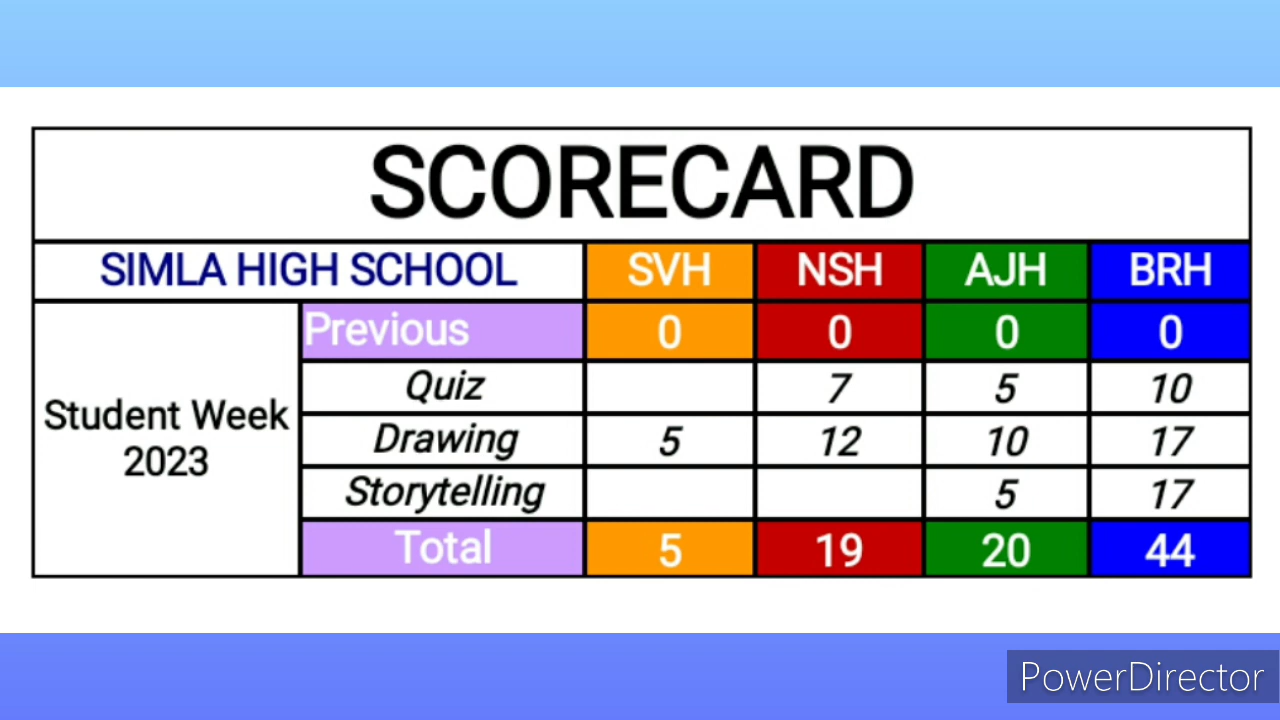 SCORECARD
SIMLA HIGH SCHOOL SVH NSH AJH BRH
Previous 0 0 0 0
Quiz 7 5 10
Student Week
2023
Drawing 5 12 10 17
Storytelling 5 17
Total 5 19 20 44
PowerDirector